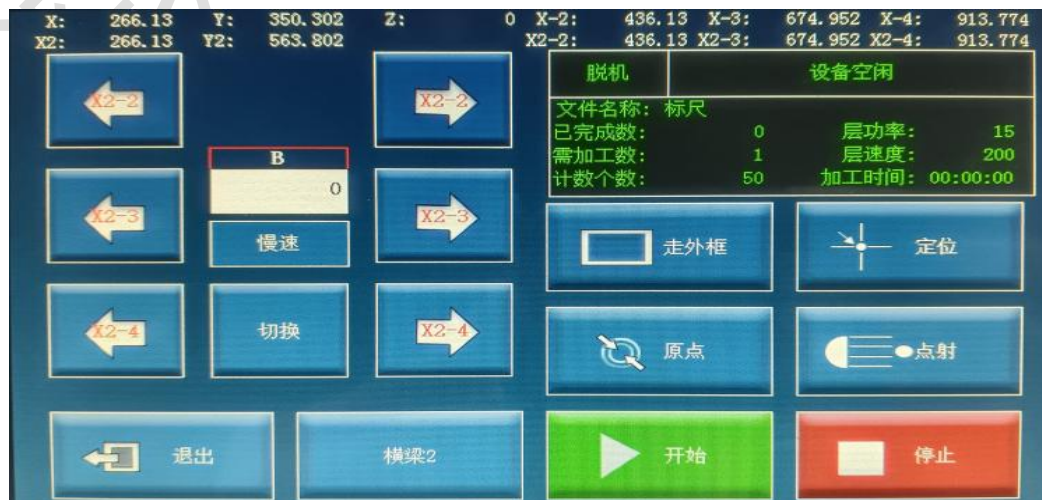 X: 266.13 Y: 350.302 Z: 0 X-2: 436.13 X-3: 674.952 X-4: 913.774
X2: 266.13 Y2: 563.802 X2-2: 436.13 X2-3: 674.952 X2-4: 913.774
X2-2 X2-2
脱机 设备空闲
文件名称: 标尺
已完成数: 0 层功率: 15
需加工数: 1 层速度: 200
计数个数: 50 加工时间: 00:00:00
B
0
X2-3 X2-3
慢速
走外框 定位
X2-4 切换 X2-4
原点 点射
退出 横梁2 开始 停止